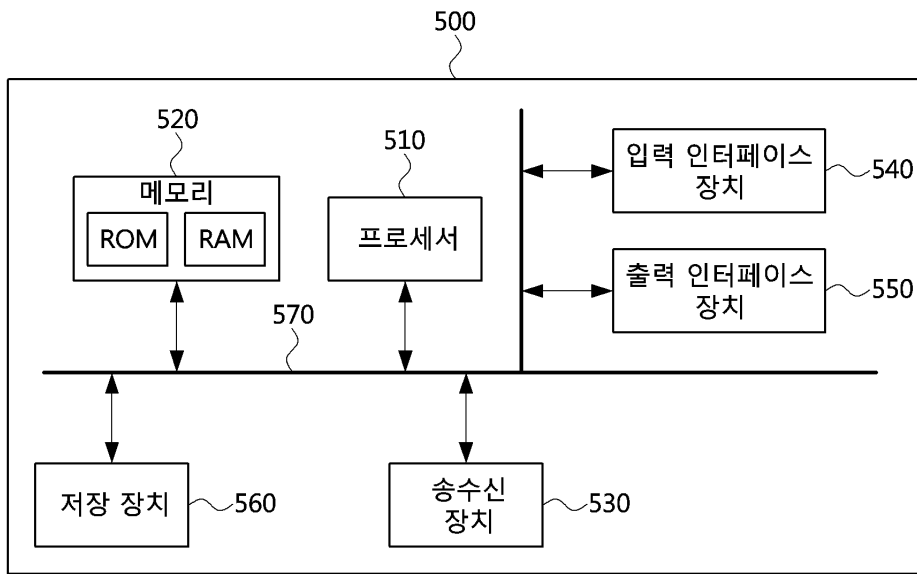 500
520
510
메모리
ROM
RAM
프로세서
입력 인터페이스
장치
540
출력 인터페이스
장치
550
570
저장 장치
560
송수신
장치
530